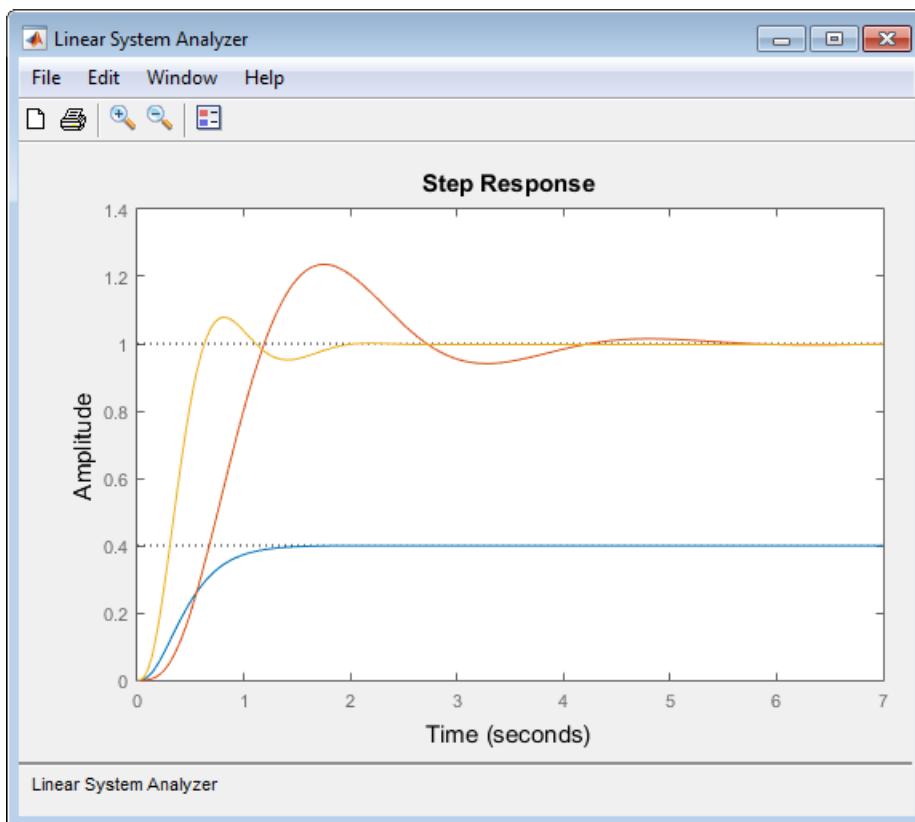 Linear System Analyzer
File Edit Window Help
Step Response
1.4
1.2
1
0.8
0.6
0.4
0.2
0
Amplitude
0 1 2 3 4 5 6 7
Time (seconds)
Linear System Analyzer